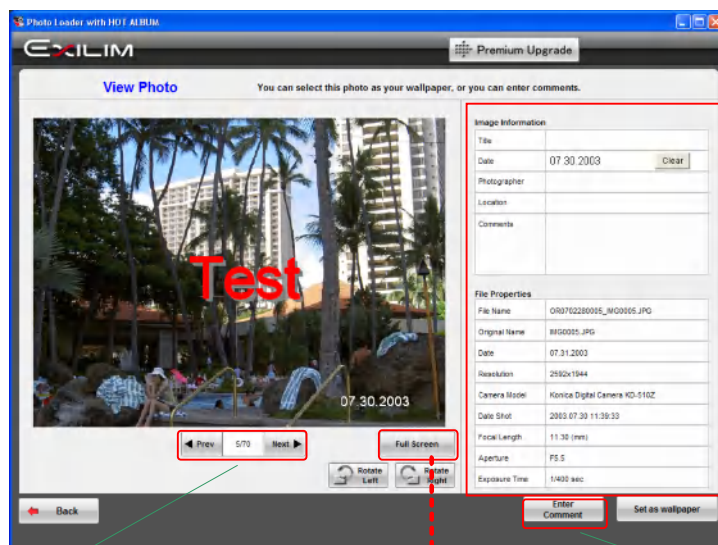 Photo Loader with HOT ALBUM
EXILIM
Premium Upgrade
View Photo
You can select this photo as your wallpaper, or you can enter comments.
Test
07.30.2003
Prev
5/70
Next
Full Screen
Rotate
Left
Rotate
Right
Image Information
Title
Date 07.30.2003 Clear
Photographer
Location
Comments
File Properties
File Name OR0702280005_IMG0005.JPG
Original Name IMG0005.JPG
Date 07.31.2003
Resolution 2592x1944
Camera Model Konica Digital Camera KD-510Z
Date Shot 2003.07.30 11:39:33
Focal Length 11.30 (mm)
Aperture F5.5
Exposure Time 1/400 sec
Back
Enter
Comment
Set as wallpaper